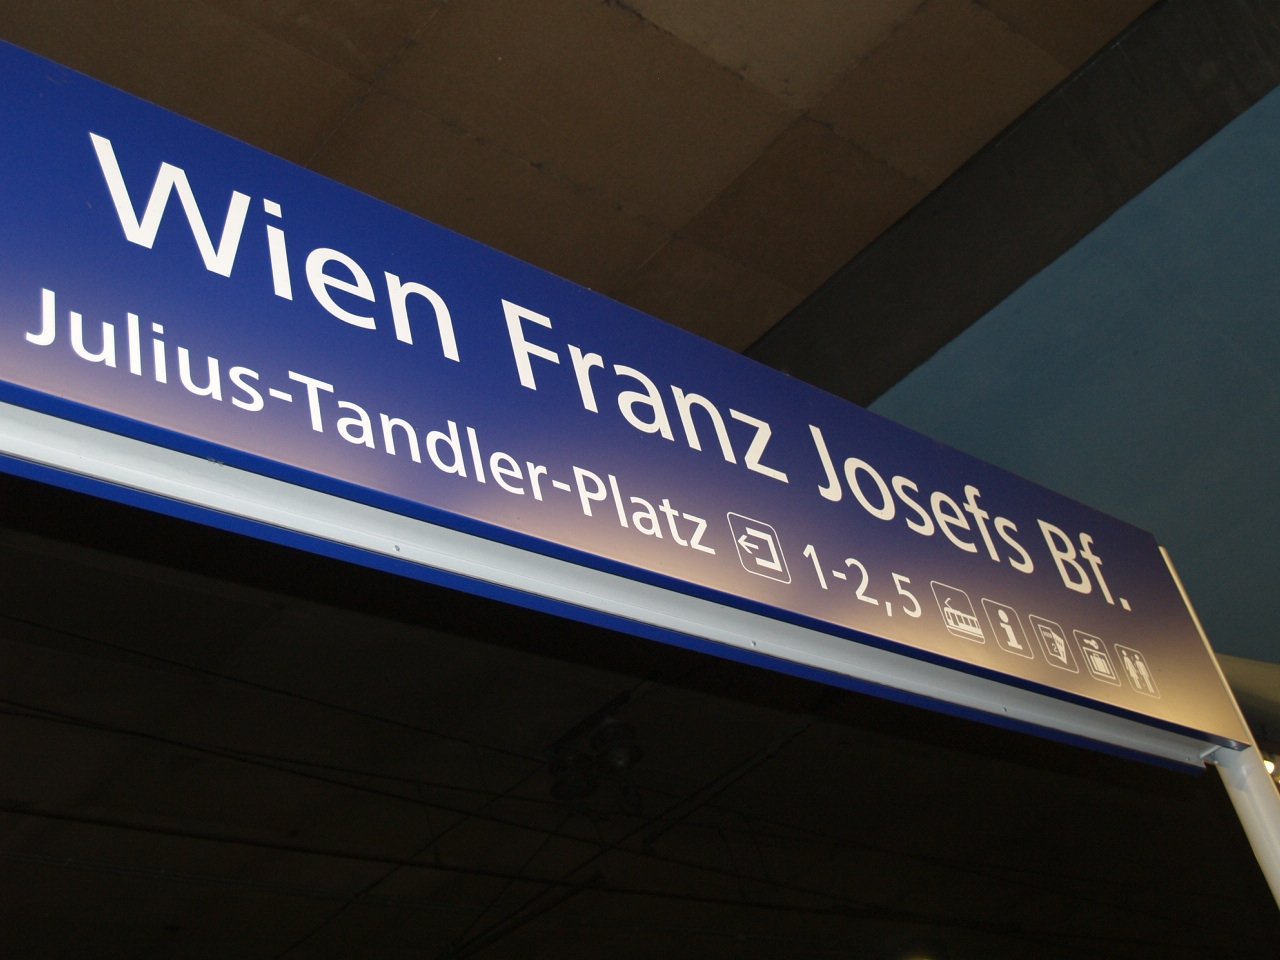 Wien Franz Josefs Bf.
Julius-Tandler-Platz 1-2,5